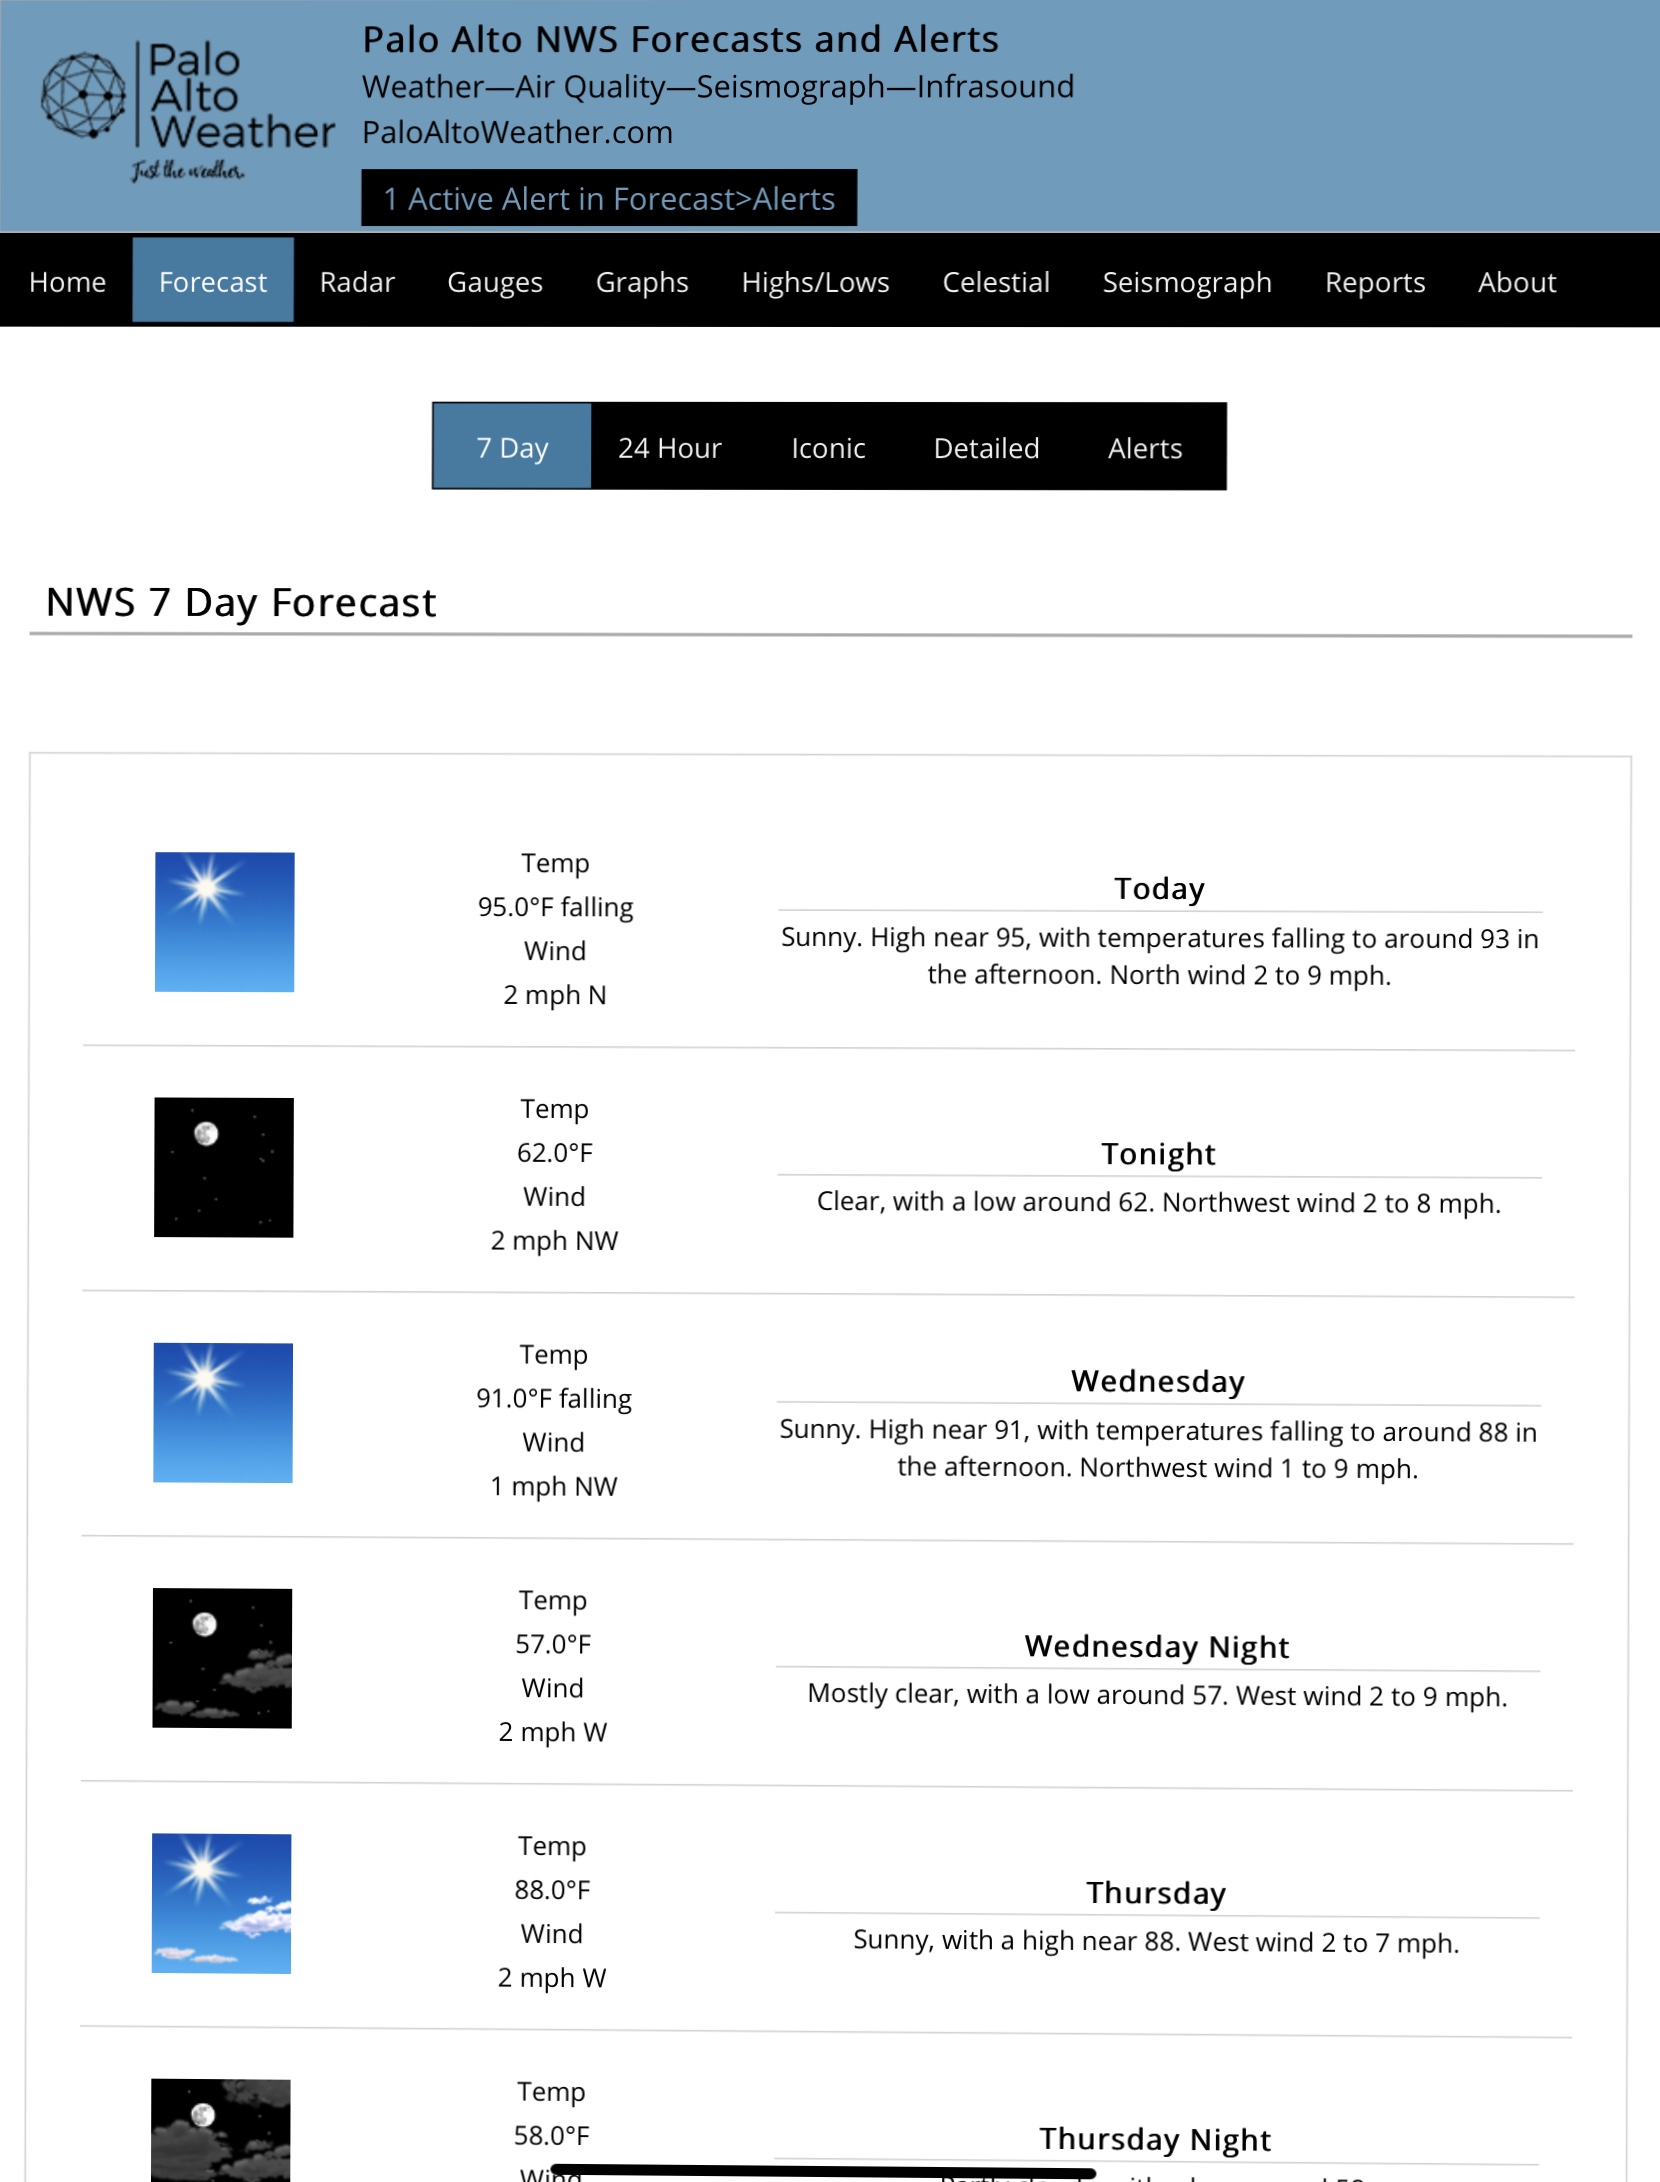 Palo
Alto
Weather
Just the weather.
Palo Alto NWS Forecasts and Alerts
Weather—Air Quality—Seismograph—Infrasound
PaloAltoWeather.com
1 Active Alert in Forecast>Alerts
Home Forecast Radar Gauges Graphs Highs/Lows Celestial Seismograph Reports About
7 Day 24 Hour Iconic Detailed Alerts
NWS 7 Day Forecast
Temp
95.0°F falling
Wind
2 mph N
Today
Sunny. High near 95, with temperatures falling to around 93 in
the afternoon. North wind 2 to 9 mph.
Temp
62.0°F
Wind
2 mph NW
Tonight
Clear, with a low around 62. Northwest wind 2 to 8 mph.
Temp
91.0°F falling
Wind
1 mph NW
Wednesday
Sunny. High near 91, with temperatures falling to around 88 in
the afternoon. Northwest wind 1 to 9 mph.
Temp
57.0°F
Wind
2 mph W
Wednesday Night
Mostly clear, with a low around 57. West wind 2 to 9 mph.
Temp
88.0°F
Wind
2 mph W
Thursday
Sunny, with a high near 88. West wind 2 to 7 mph.
Temp
58.0°F
Wind
Thursday Night